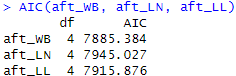 > AIC(aft_WB, aft_LN, aft_LL)
       df      AIC
aft_WB  4 7885.384
aft_LN  4 7945.027
aft_LL  4 7915.876